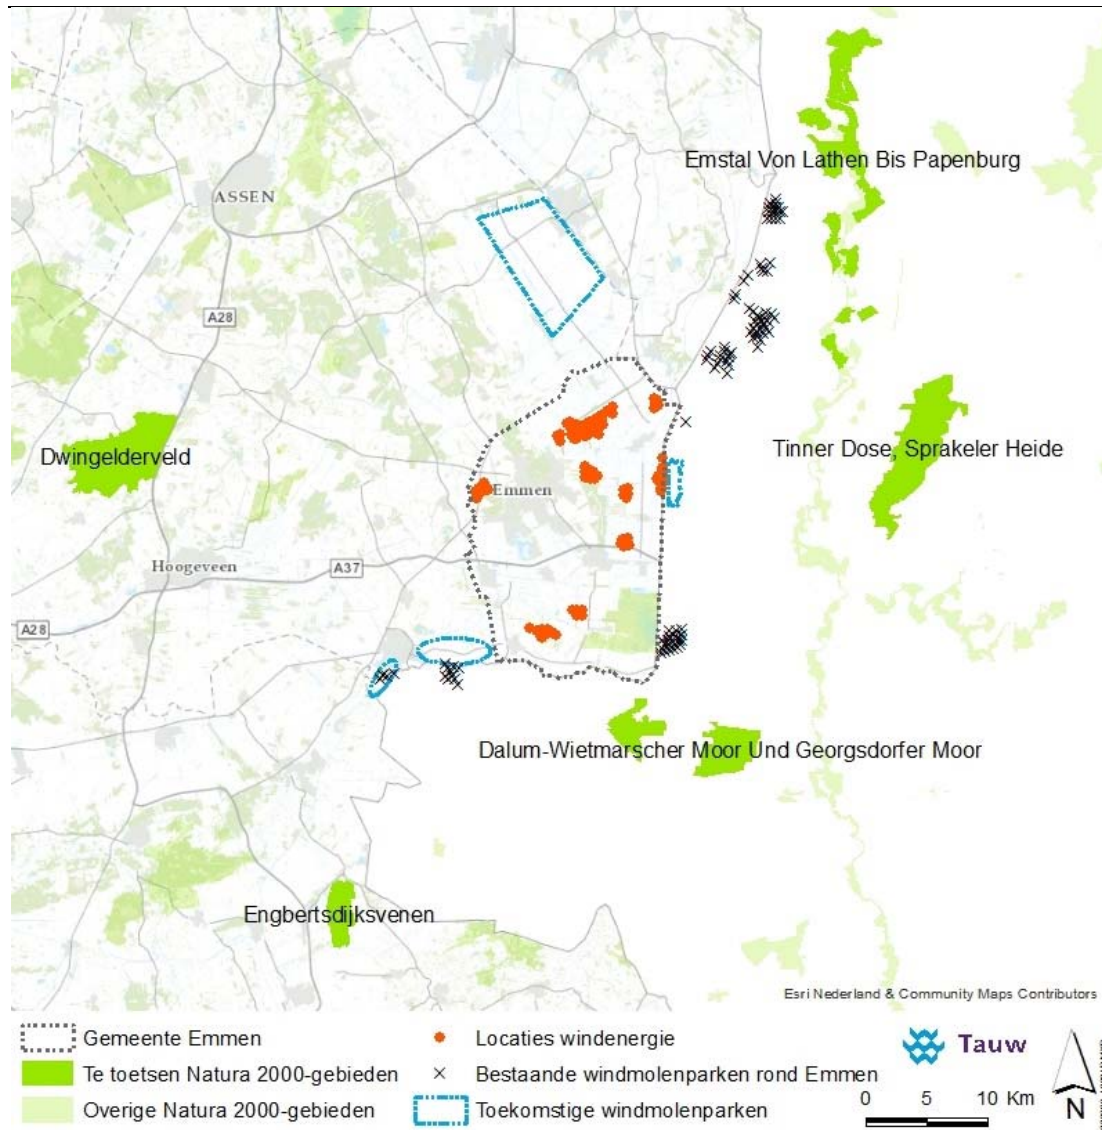 Emstal Von Lathen Bis Papenburg
ASSEN
A28
Dwingelderveld
Tinner Dose, Sprakeler Heide
Emmen
Hoogeveen
A37
A28
Dalum-Wietmarscher Moor Und Georgsdorfer Moor
Engbertsdijksvenen
Esri Nederland & Community Maps Contributors
Gemeente Emmen
Te toetsen Natura 2000-gebieden
Overige Natura 2000-gebieden
Locaties windenergie
Bestaande windmolenparken rond Emmen
Toekomstige windmolenparken
Tauw
0 5 10 Km
N